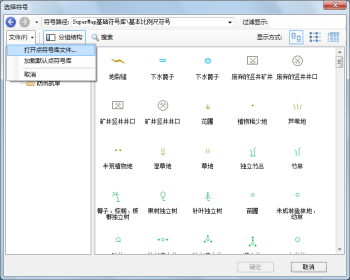 选择符号
符号路径: SuperMap基础符号库\基本比例尺符号
过滤显示:
文件(F)
分组结构
搜索
显示方式:
打开点符号库文件...
加载默认点符号库
取消
地裂缝
下水篦子
下水篦子
废弃的竖井矿井
废弃的竖井井口
矿井竖井井口
矿井竖井井口
花圃
植物稀少地
芦苇地
半荒植物地
湿草地
草地
独立竹丛
竹林
椰子、棕榈、槟榔独立树
果树独立树
针叶独立树
苗圃
未成林造林地、幼林
确定
取消